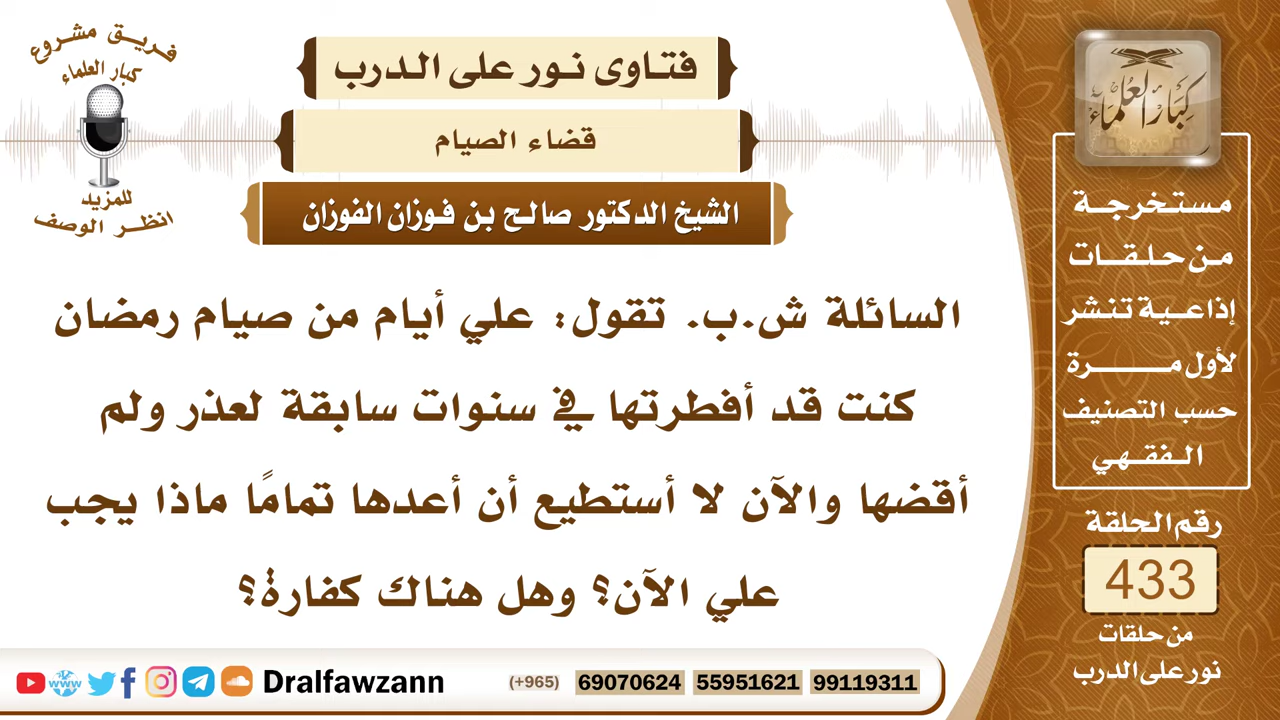 فريق مشروع
كبار العلماء
للمزيد
انظر الوصف
فتاوى نور على الدرب
قضاء الصيام
الشيخ الدكتور صالح بن فوزان الفوزان
السائلة ش.ب. تقول: علي أيام من صيام رمضان
كنت قد أفطرتها في سنوات سابقة لعذر ولم
أقضها والآن لا أستطيع أن أعدها تمامًا ماذا يجب
علي الآن؟ وهل هناك كفارة؟
كبار العلماء
مستخرجة
من حلقات
إذاعية تنشر
لأول مرة
حسب التصنيف
الفقهي
رقم الحلقة
433
من حلقات
نور على الدرب
www Dralfawzann (+965) 69070624 55951621 99119311